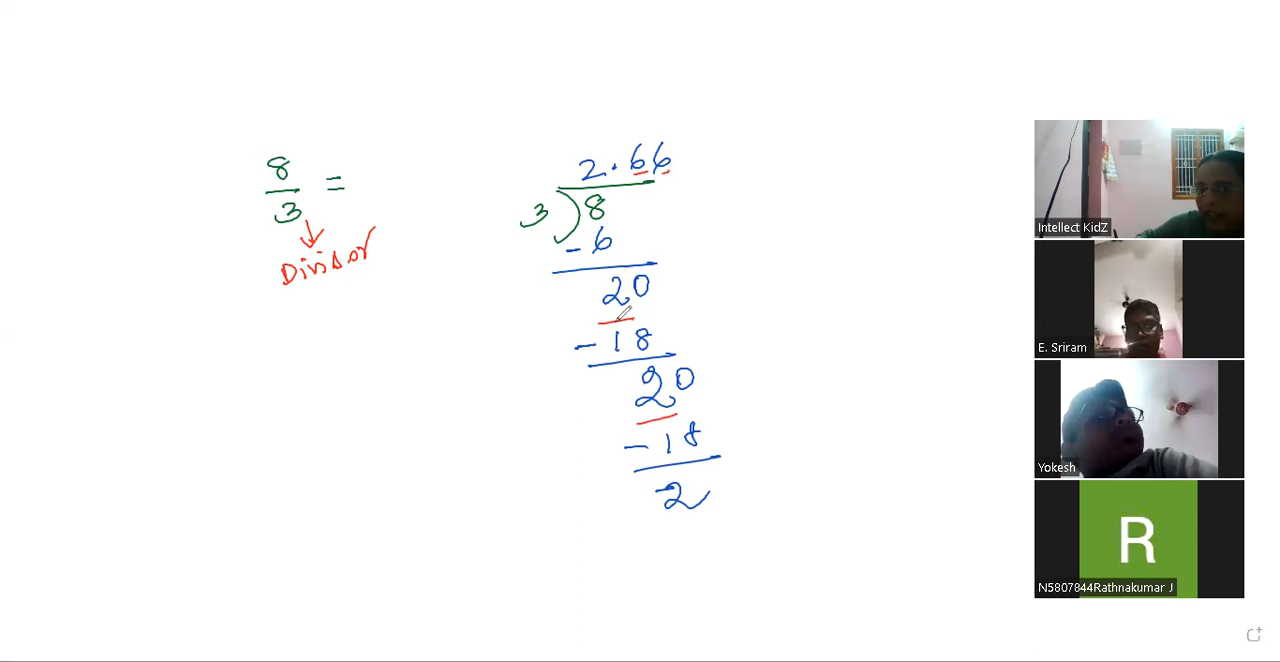 8
3 =
Divisor
2.66
3 ) 8
- 6
20
- 18
20
- 18
2
Intellect KidZ
E. Sriram
Yokesh
R
N5807844Rathnakumar J